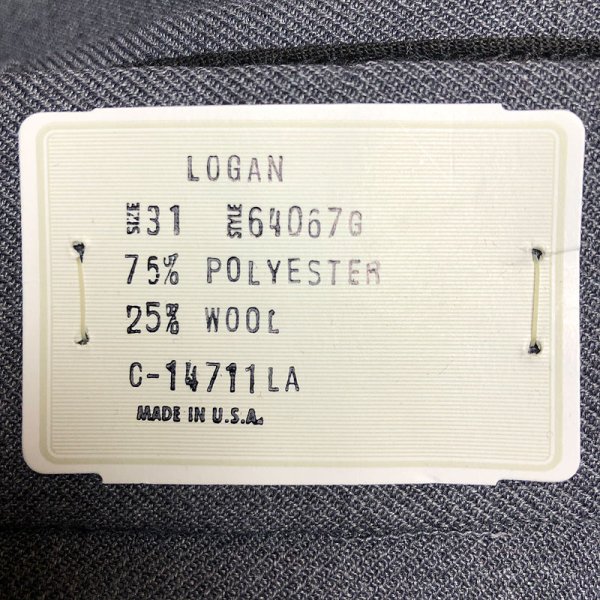 LOGAN
SIZE 31 STYLE 64067G
75% POLYESTER
25% WOOL
C-14711LA
MADE IN U.S.A.